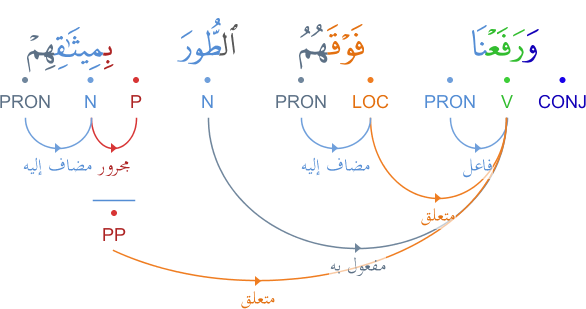 وَرَفَعْنَا فَوْقَهُمُ ٱلطُّورَ بِمِيثَٰقِهِمْ
CONJ V PRON LOC PRON N P N PRON
فاعل مضاف إليه مجرور مضاف إليه
متعلق
PP
مفعول به
متعلق